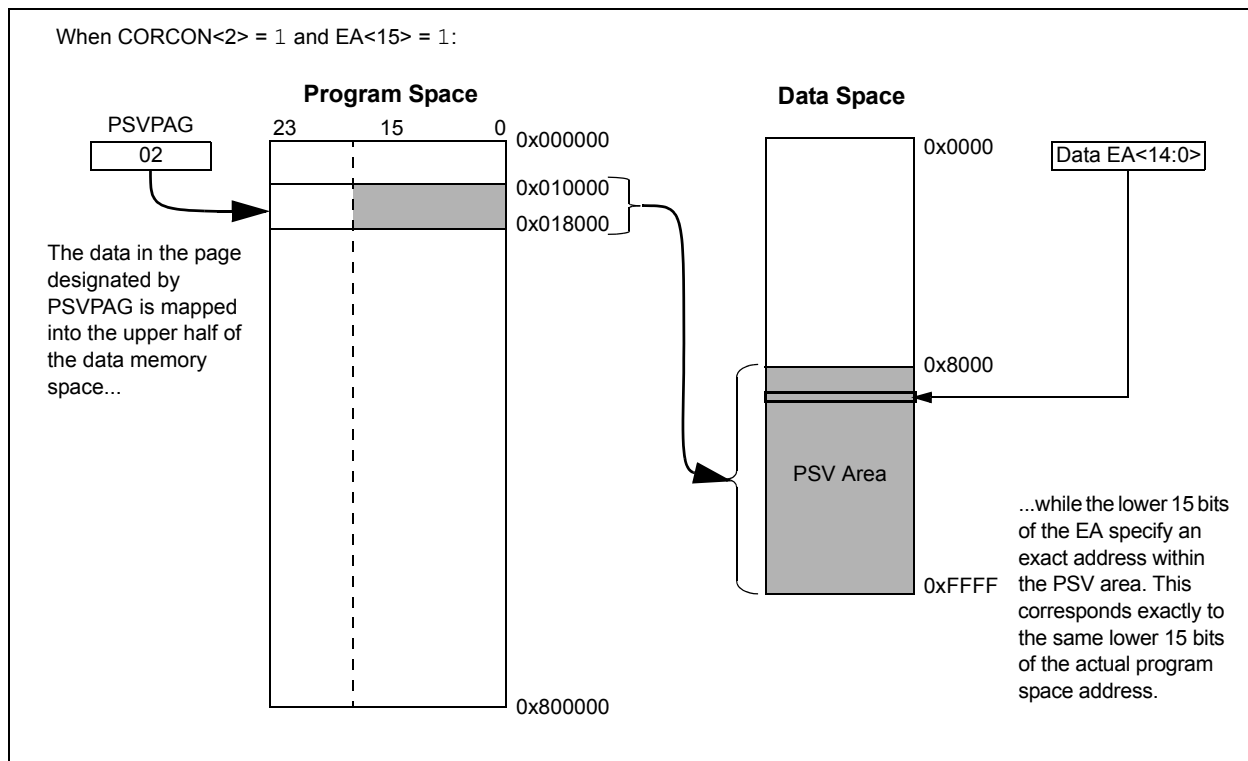 When CORCON<2> = 1 and EA<15> = 1:
Program Space
Data Space
PSVPAG
02
23
15
0
0x000000
0x010000
0x018000
0x800000
The data in the page
designated by
PSVPAG is mapped
into the upper half of
the data memory
space...
0x0000
0x8000
0xFFFF
Data EA<14:0>
PSV Area
...while the lower 15 bits
of the EA specify an
exact address within
the PSV area. This
corresponds exactly to
the same lower 15 bits
of the actual program
space address.